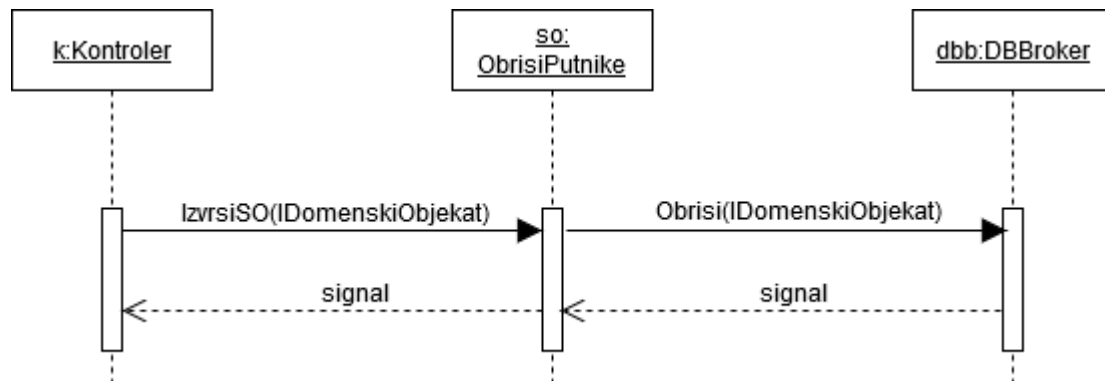 k:Kontroler
so:
ObrisiPutnike
dbb:DBBroker
IzvrsiSO(IDomenskiObjekat)
Obrisi(IDomenskiObjekat)
signal
signal